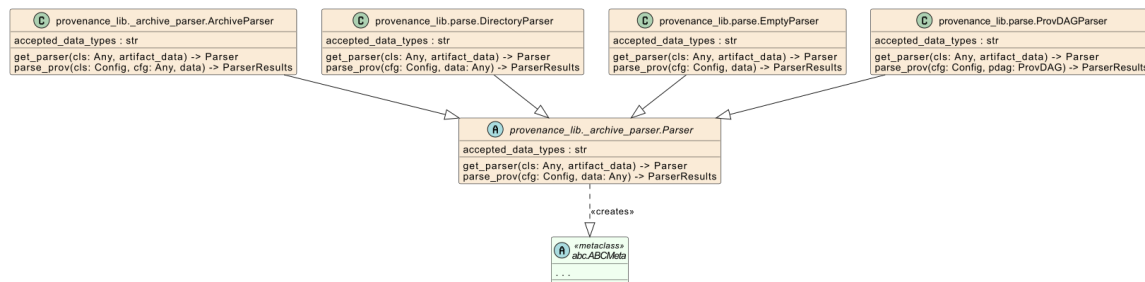 C provenance_lib._archive_parser.ArchiveParser
accepted_data_types : str
get_parser(cls: Any, artifact_data) -> Parser
parse_prov(cls: Config, cfg: Any, data) -> ParserResults
C provenance_lib.parse.DirectoryParser
accepted_data_types : str
get_parser(cls: Any, artifact_data) -> Parser
parse_prov(cfg: Config, data: Any) -> ParserResults
C provenance_lib.parse.EmptyParser
accepted_data_types : str
get_parser(cls: Any, artifact_data) -> Parser
parse_prov(cfg: Config, data) -> ParserResults
C provenance_lib.parse.ProvDAGParser
accepted_data_types : str
get_parser(cls: Any, artifact_data) -> Parser
parse_prov(cfg: Config, pdag: ProvDAG) -> ParserResults
A provenance_lib._archive_parser.Parser
accepted_data_types : str
get_parser(cls: Any, artifact_data) -> Parser
parse_prov(cfg: Config, data: Any) -> ParserResults
«creates»
«metaclass»
A abc.ABCMeta
. . .